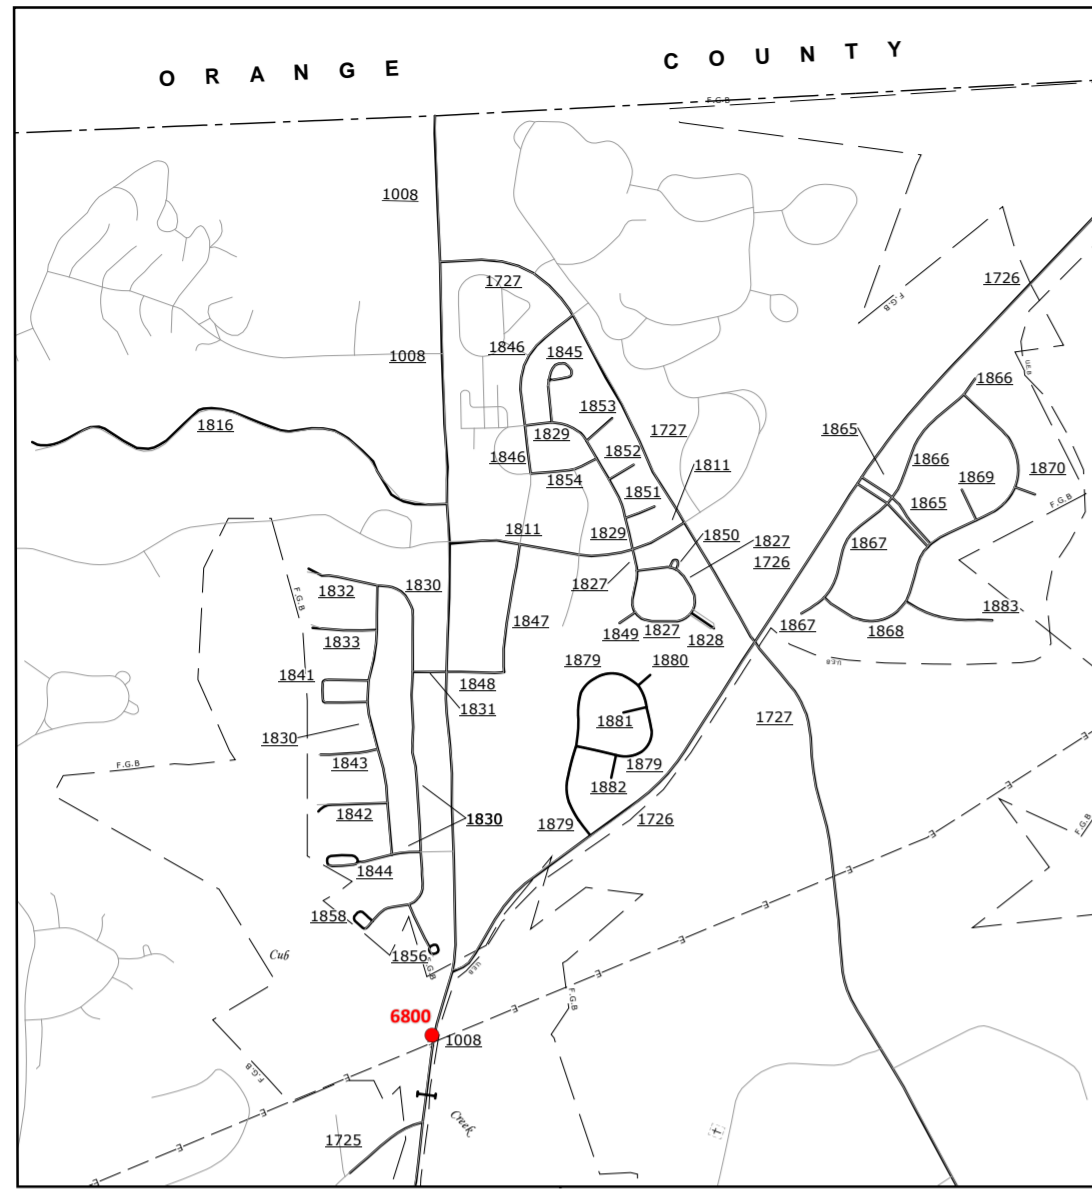 ORANGE COUNTY
F.G.B
1008
1726
1727
F.G.B
1846
1845
1008
U.E.B
1866
1853
1816
1829
1727
1865
1846
1852
1866
1811
1869
1870
1854
1851
1865
F.G.B
1811
1829
1850
1827
1867
1830
1827
1726
1832
F.G.B
1847
1883
1833
1849
1827
1828
1867
1868
1841
1879
1880
U.E.B
1848
1831
1881
1727
1830
1843
F.G.B
1879
1882
E
E
1842
1830
1879
1726
F.G.B
E
1844
E
1858
E
Cub
1856
F.G.B
U.E.B
E
F.G.B
6800
E
1008
F.G.B
E
E
Creek
1725
E
E